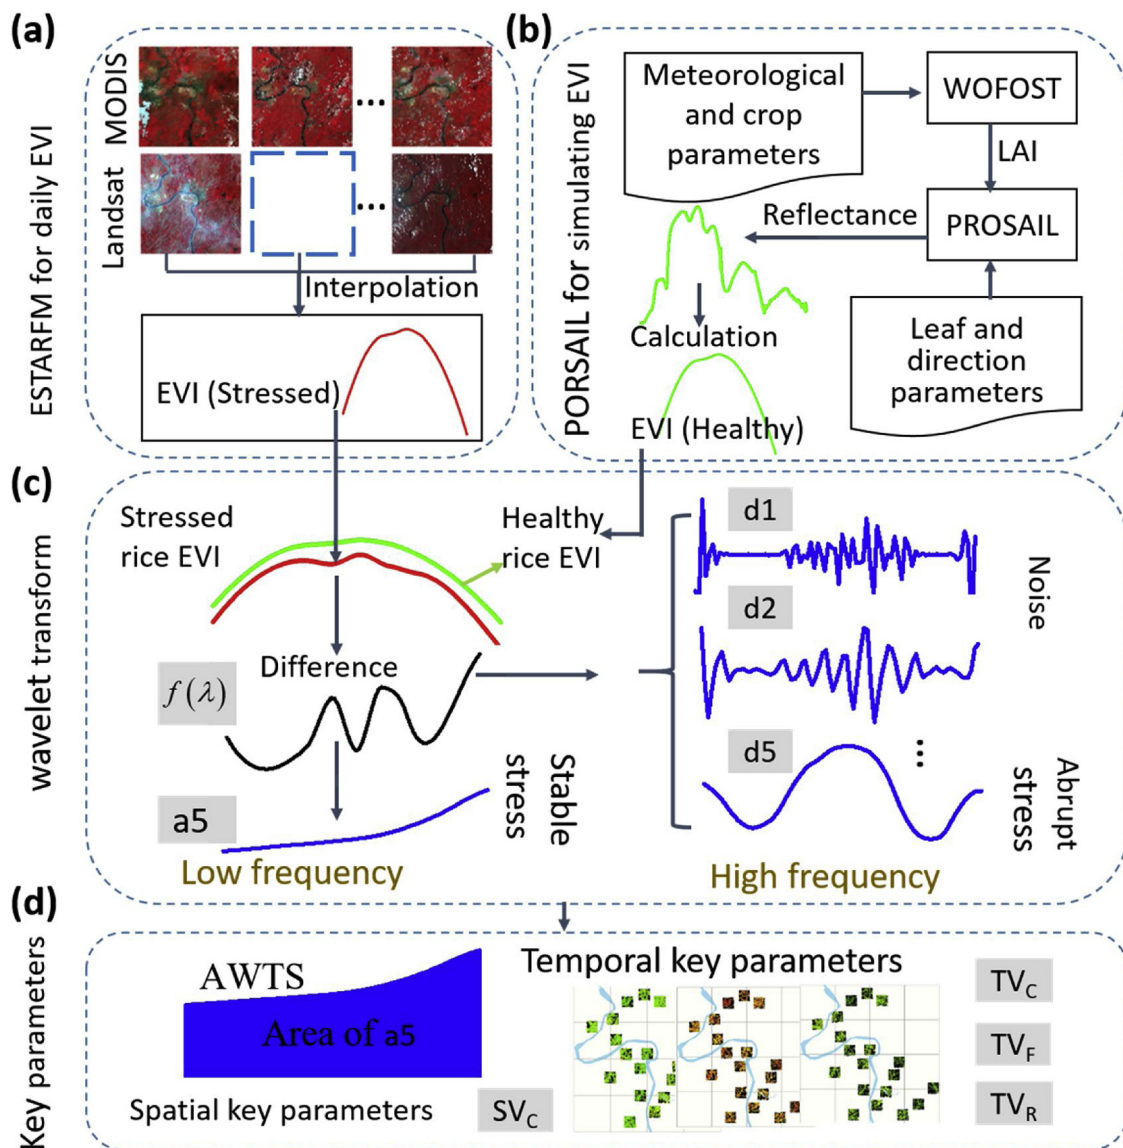 (a)
ESTARFM for daily EVI
MODIS
...
Landsat
...
Interpolation
EVI (Stressed)
(b)
PORSAIL for simulating EVI
Meteorological
and crop
parameters
WOFOST
LAI
PROSAIL
Reflectance
Calculation
EVI (Healthy)
Leaf and
direction
parameters
(c)
wavelet transform
Stressed
rice EVI
Healthy
rice EVI
Difference
f(λ)
a5
Stable
stress
Low frequency
d1
d2
Noise
d5
...
Abrupt
stress
High frequency
(d)
Key parameters
AWTS
Area of a5
Spatial key parameters
SVC
Temporal key parameters
TVC
TVF
TVR